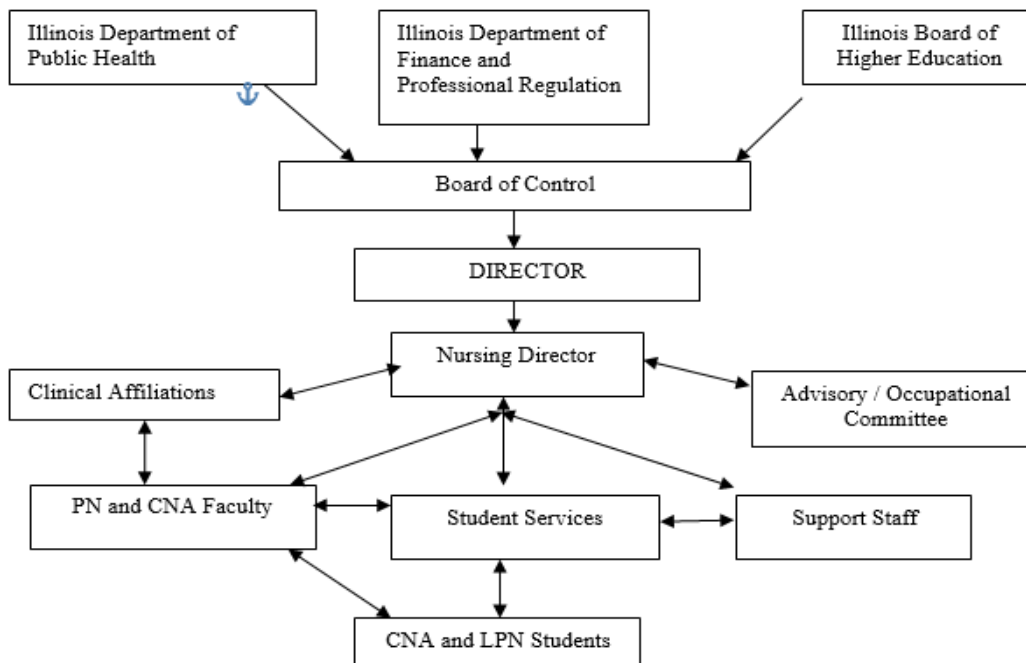 Illinois Department of
Public Health
Illinois Department of
Finance and
Professional Regulation
Illinois Board of
Higher Education
Board of Control
DIRECTOR
Nursing Director
Clinical Affiliations
Advisory / Occupational
Committee
PN and CNA Faculty
Student Services
Support Staff
CNA and LPN Students